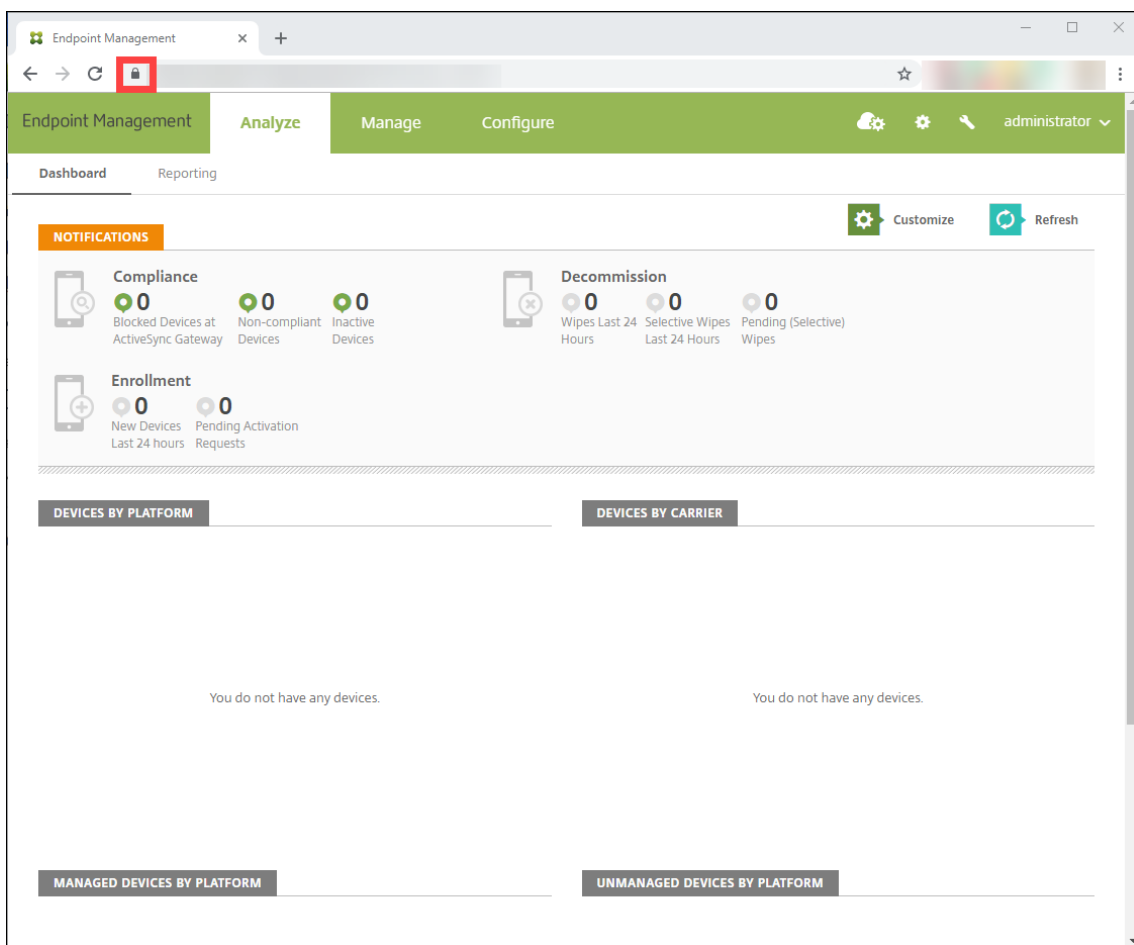 Endpoint Management
Endpoint Management Analyze Manage Configure administrator
Dashboard Reporting
Customize Refresh
NOTIFICATIONS
Compliance
0 0 0
Blocked Devices at Non-compliant Inactive
ActiveSync Gateway Devices Devices
Decommission
0 0 0
Wipes Last 24 Selective Wipes Pending (Selective)
Hours Last 24 Hours Wipes
Enrollment
0 0
New Devices Pending Activation
Last 24 hours Requests
DEVICES BY PLATFORM DEVICES BY CARRIER
You do not have any devices. You do not have any devices.
MANAGED DEVICES BY PLATFORM UNMANAGED DEVICES BY PLATFORM